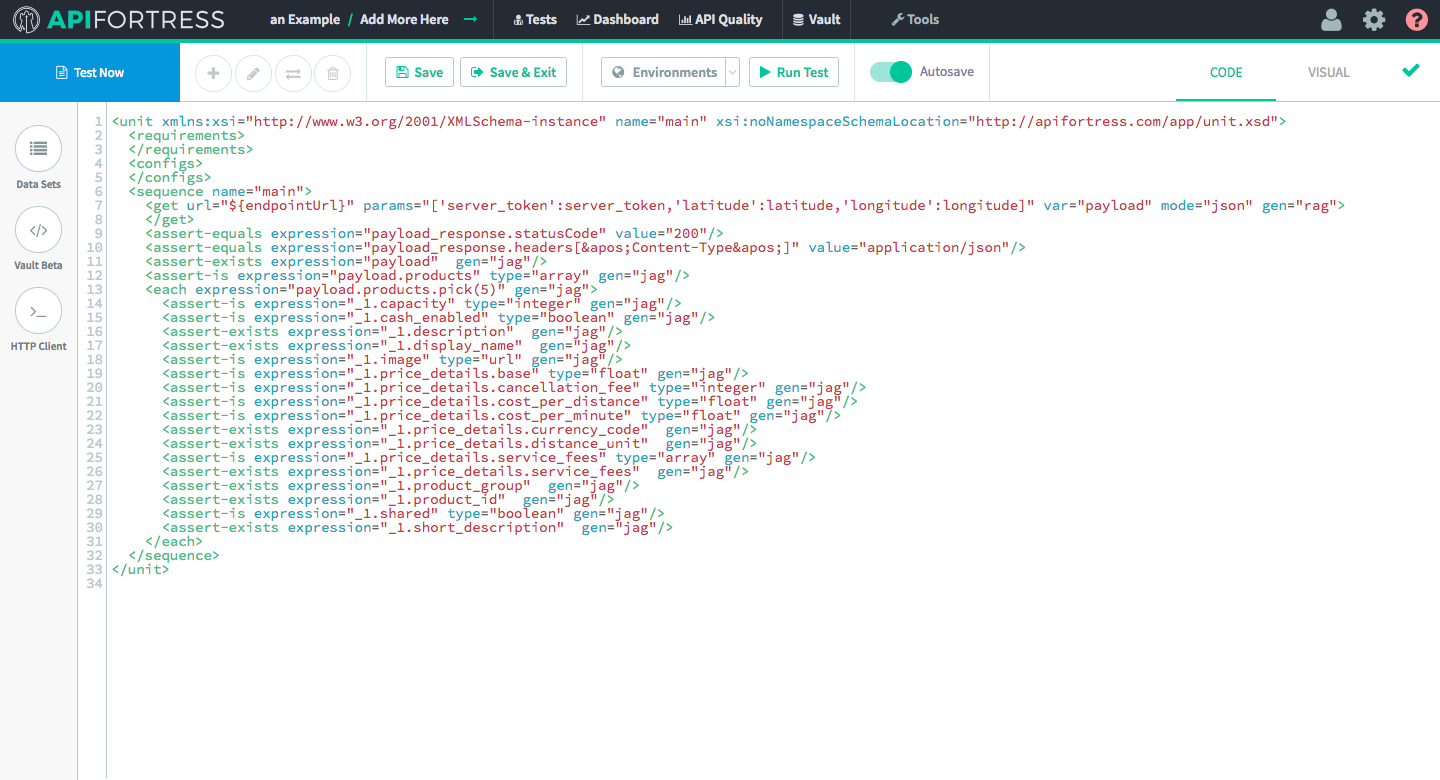 APIFORTRESS an Example / Add More Here → Tests Dashboard API Quality Vault Tools ?
Test Now Save Save & Exit Environments Run Test Autosave CODE VISUAL
Data Sets
Vault Beta
HTTP Client
1 <unit xmlns:xsi="http://www.w3.org/2001/XMLSchema-instance" name="main" xsi:noNamespaceSchemaLocation="http://apifortress.com/app/unit.xsd">
2 <requirements>
3 </requirements>
4 <configs>
5 </configs>
6 <sequence name="main">
7 <get url="${endpointUrl}" params="['server_token':server_token,'latitude':latitude,'longitude':longitude]" var="payload" mode="json" gen="rag">
8 </get>
9 <assert-equals expression="payload_response.statusCode" value="200"/>
10 <assert-equals expression="payload_response.headers[&apos;Content-Type&apos;]" value="application/json"/>
11 <assert-exists expression="payload"  gen="jag"/>
12 <assert-is expression="payload.products" type="array" gen="jag"/>
13 <each expression="payload.products.pick(5)" gen="jag">
14 <assert-is expression="_1.capacity" type="integer" gen="jag"/>
15 <assert-is expression="_1.cash_enabled" type="boolean" gen="jag"/>
16 <assert-exists expression="_1.description"  gen="jag"/>
17 <assert-exists expression="_1.display_name"  gen="jag"/>
18 <assert-is expression="_1.image" type="url" gen="jag"/>
19 <assert-is expression="_1.price_details.base" type="float" gen="jag"/>
20 <assert-is expression="_1.price_details.cancellation_fee" type="integer" gen="jag"/>
21 <assert-is expression="_1.price_details.cost_per_distance" type="float" gen="jag"/>
22 <assert-is expression="_1.price_details.cost_per_minute" type="float" gen="jag"/>
23 <assert-exists expression="_1.price_details.currency_code"  gen="jag"/>
24 <assert-exists expression="_1.price_details.distance_unit"  gen="jag"/>
25 <assert-is expression="_1.price_details.service_fees" type="array" gen="jag"/>
26 <assert-exists expression="_1.price_details.service_fees"  gen="jag"/>
27 <assert-exists expression="_1.product_group"  gen="jag"/>
28 <assert-exists expression="_1.product_id"  gen="jag"/>
29 <assert-is expression="_1.shared" type="boolean" gen="jag"/>
30 <assert-exists expression="_1.short_description"  gen="jag"/>
31 </each>
32 </sequence>
33 </unit>
34